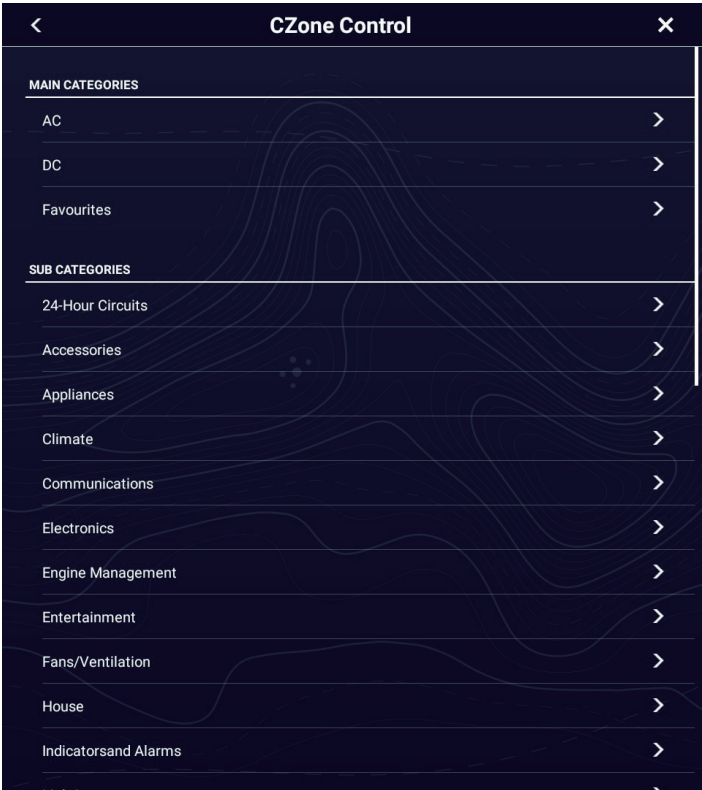 CZone Control
MAIN CATEGORIES
AC
DC
Favourites
SUB CATEGORIES
24-Hour Circuits
Accessories
Appliances
Climate
Communications
Electronics
Engine Management
Entertainment
Fans/Ventilation
House
Indicatorsand Alarms